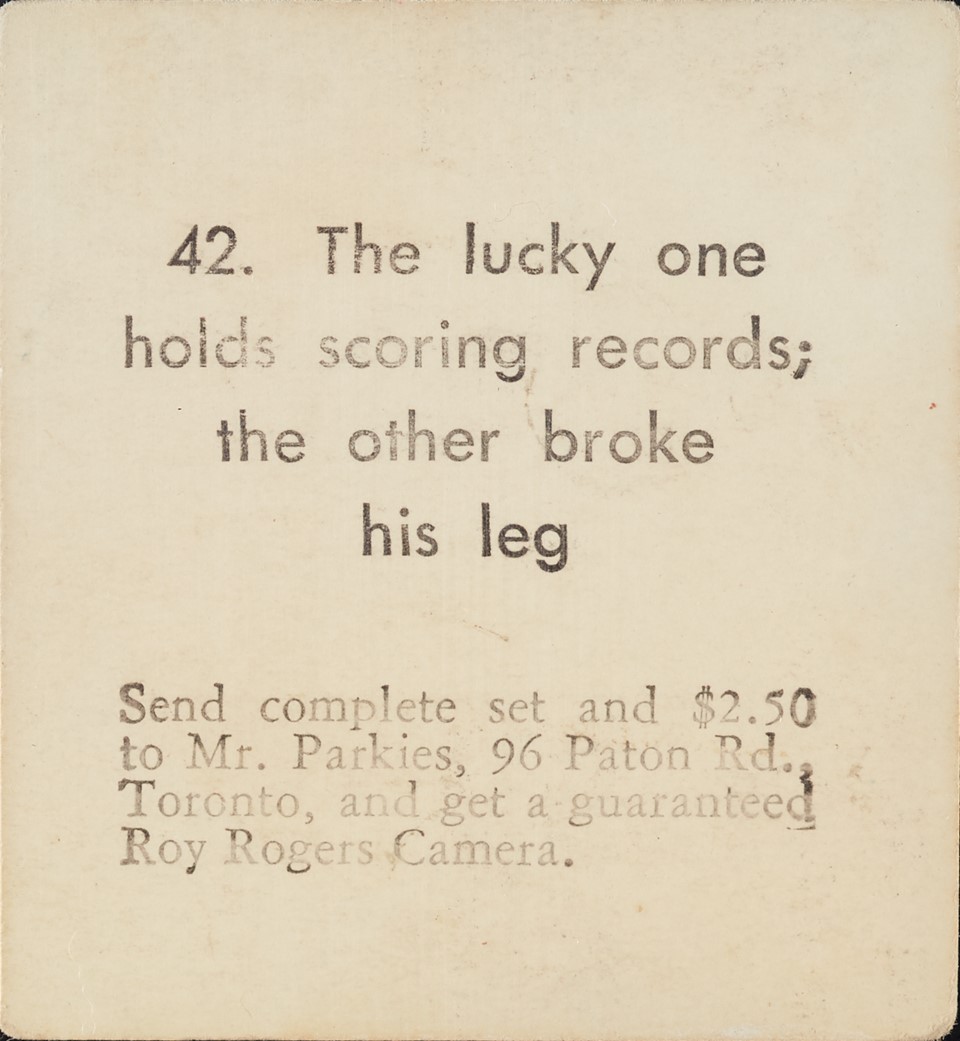 42. The lucky one
holds scoring records;
the other broke
his leg
Send complete set and $2.50
to Mr. Parkies, 96 Paton Rd.,
Toronto, and get a guaranteed
Roy Rogers Camera.